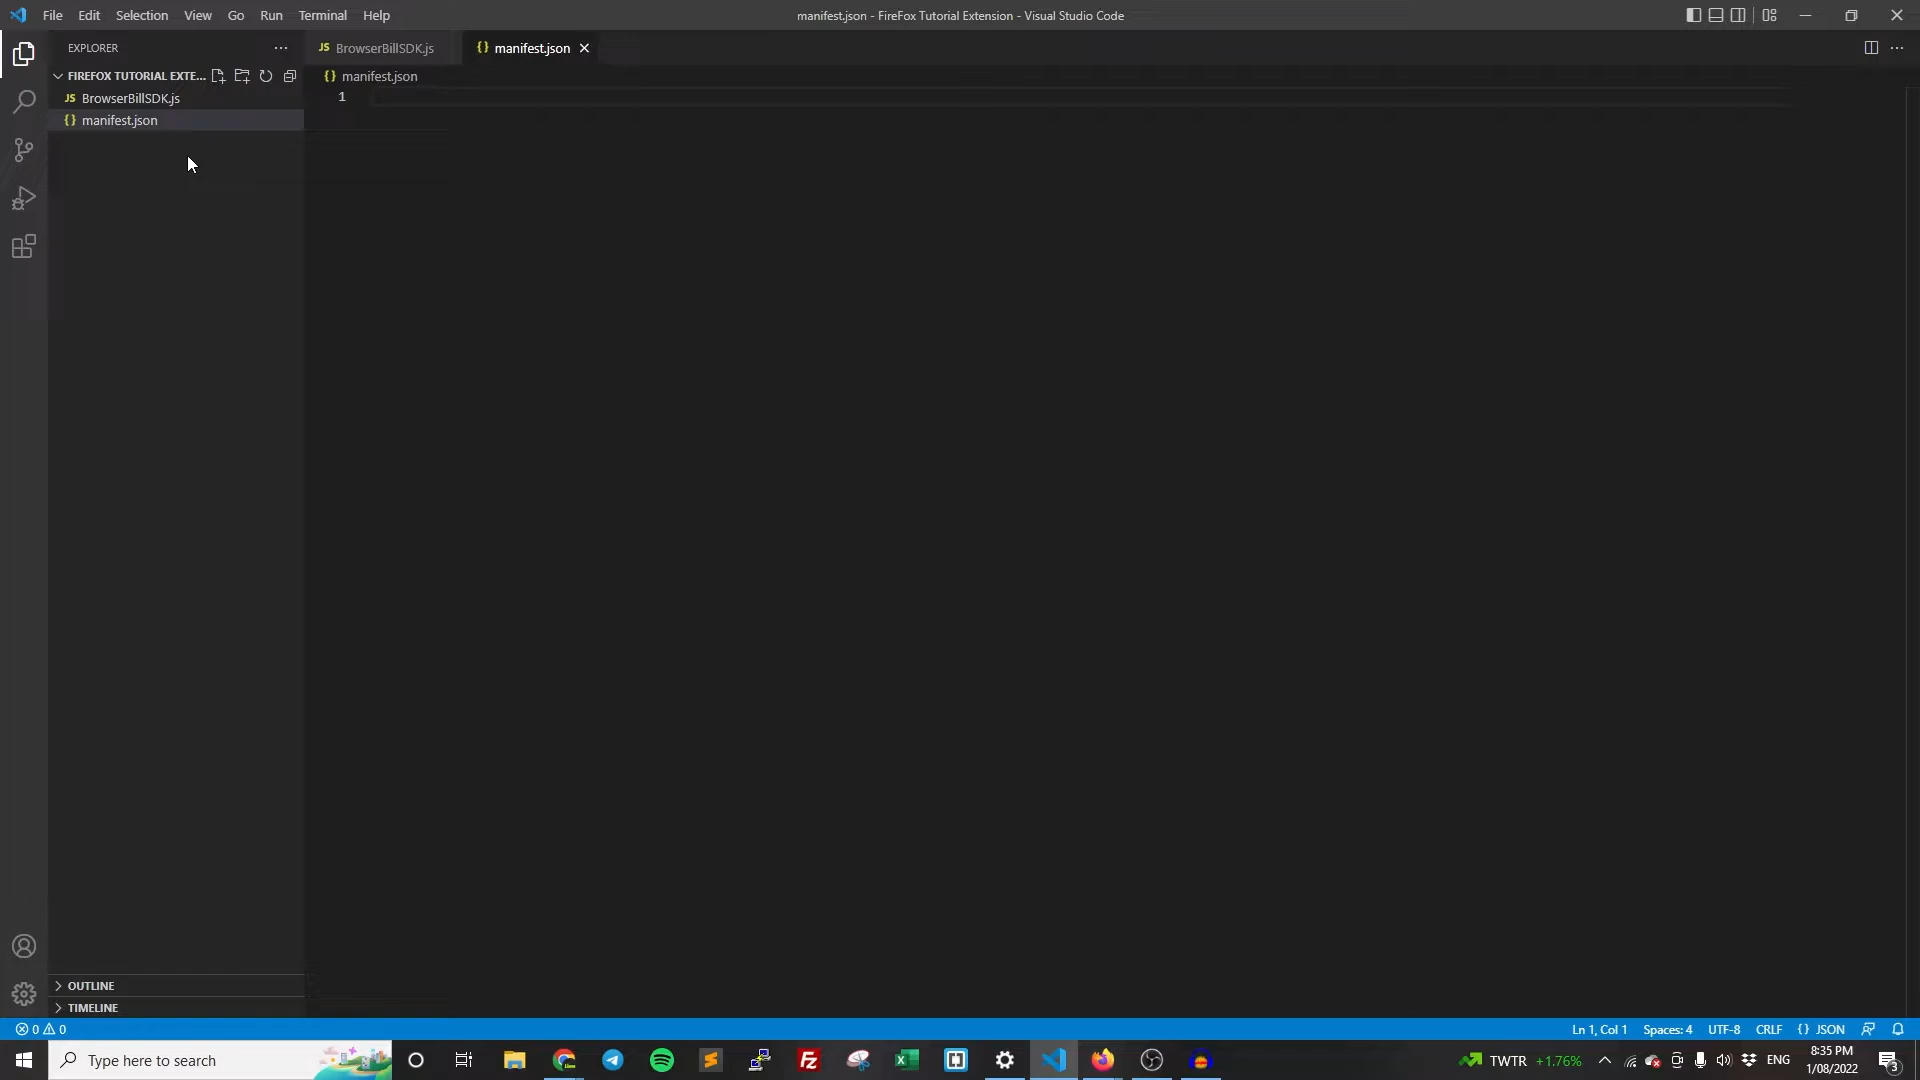 File Edit Selection View Go Run Terminal Help
manifest.json - FireFox Tutorial Extension - Visual Studio Code
EXPLORER
JS BrowserBillSDK.js
{} manifest.json
FIREFOX TUTORIAL EXTE...
{} manifest.json
JS BrowserBillSDK.js
1
{} manifest.json
OUTLINE
TIMELINE
0 0
Ln 1, Col 1 Spaces: 4 UTF-8 CRLF {} JSON
Type here to search
TWTR +1.76%
ENG
8:35 PM
1/08/2022
3